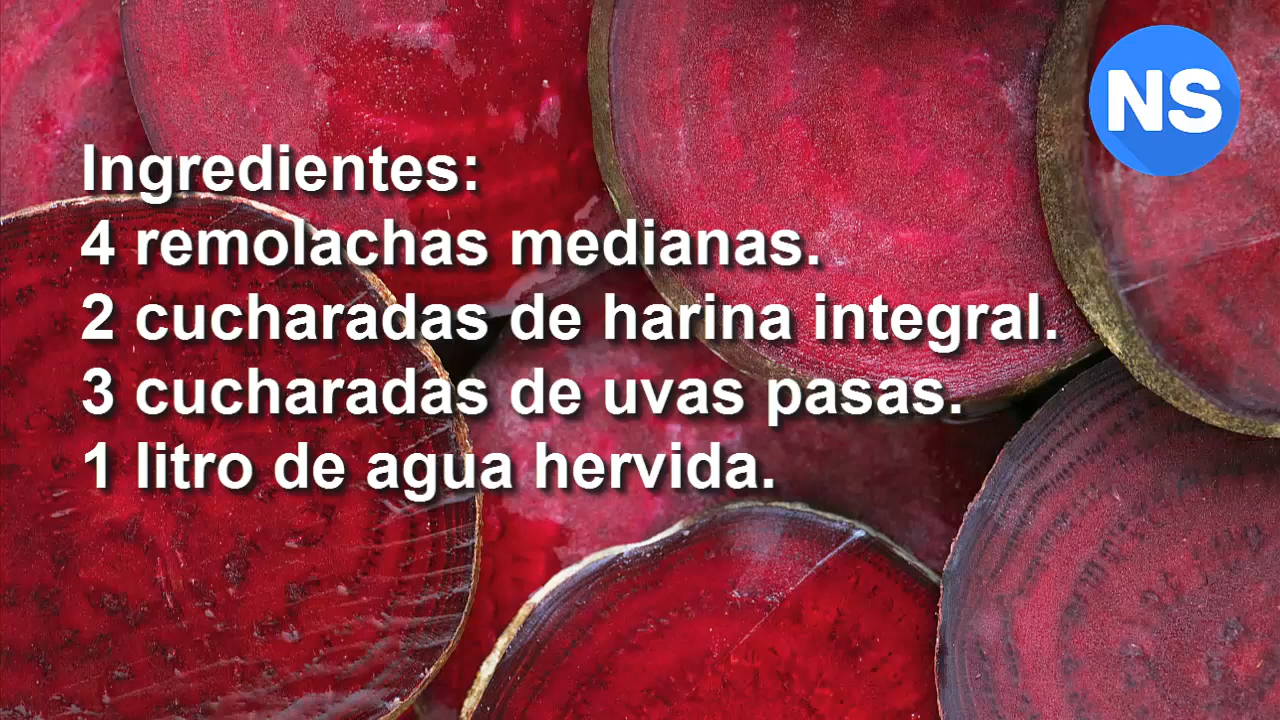 NS
Ingredientes:
4 remolachas medianas.
2 cucharadas de harina integral.
3 cucharadas de uvas pasas.
1 litro de agua hervida.